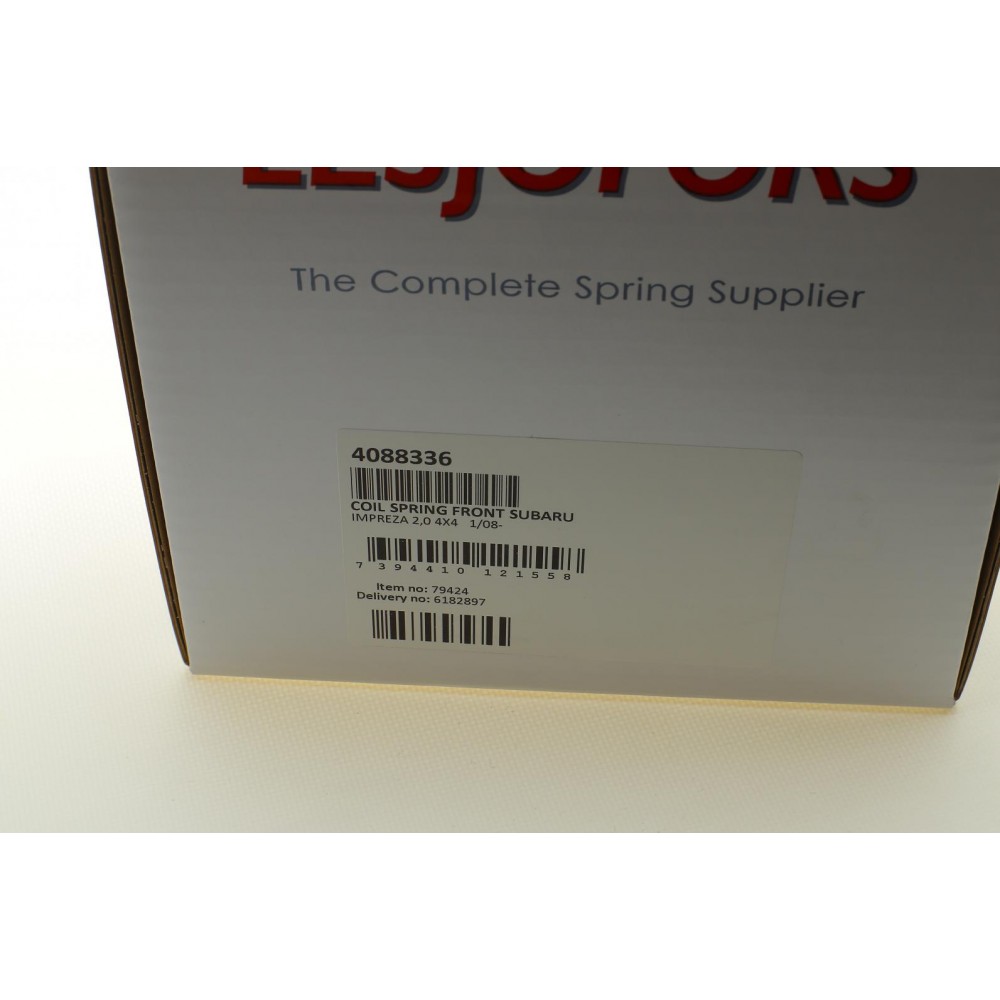 LESJÖFORS
The Complete Spring Supplier
4088336
COIL SPRING FRONT SUBARU
IMPREZA 2,0 4X4 1/08-
7 394410 121558
Item no: 79424
Delivery no: 6182897